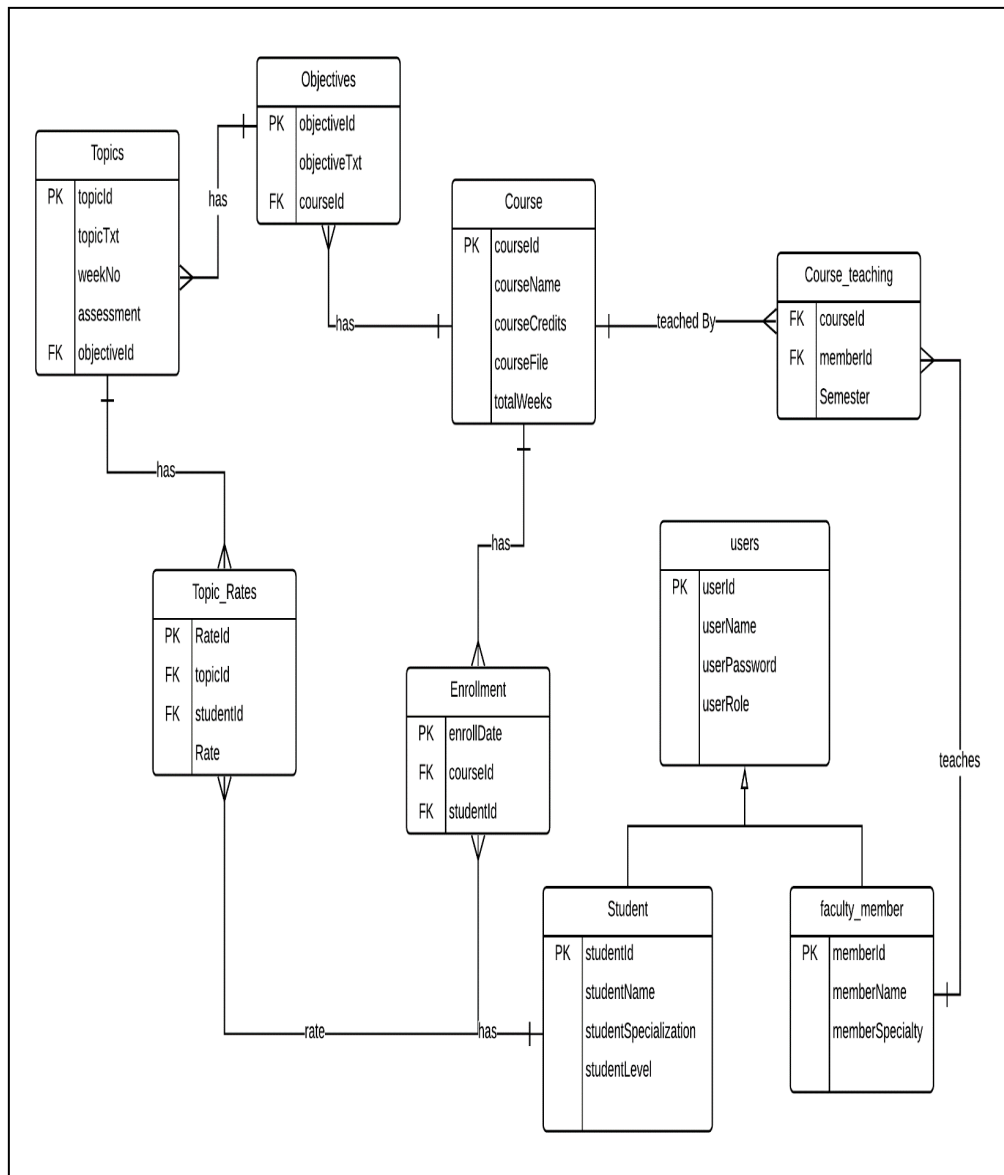 Objectives
PK objectiveId
objectiveTxt
FK courseId
Topics
PK topicId
topicTxt
weekNo
assessment
FK objectiveId
has
Course
PK courseId
courseName
courseCredits
courseFile
totalWeeks
has
teached By
Course_teaching
FK courseId
FK memberId
Semester
has
has
users
PK userId
userName
userPassword
userRole
Topic_Rates
PK RateId
FK topicId
FK studentId
Rate
Enrollment
PK enrollDate
FK courseId
FK studentId
teaches
Student
PK studentId
studentName
studentSpecialization
studentLevel
faculty_member
PK memberId
memberName
memberSpecialty
rate
has